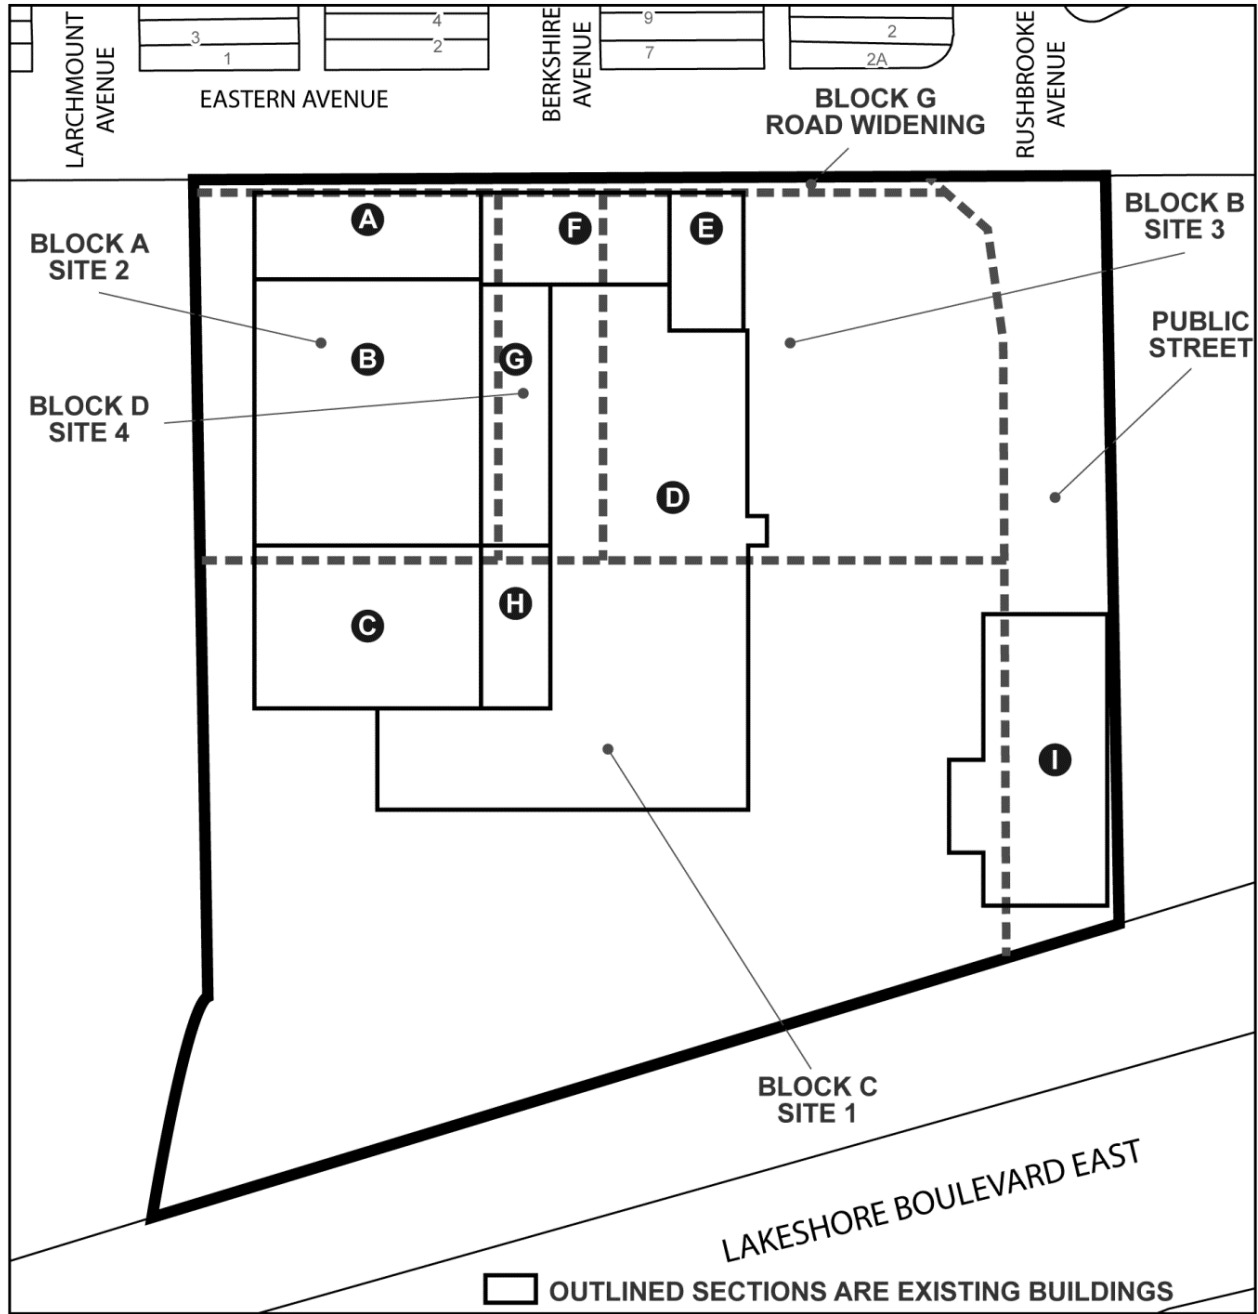 LARCHMOUNT
AVENUE
3
1
4
2
BERKSHIRE
AVENUE
9
7
2
2A
RUSHBROOKE
AVENUE
EASTERN AVENUE
BLOCK G
ROAD WIDENING
BLOCK A
SITE 2
BLOCK B
SITE 3
A
F
E
PUBLIC
STREET
B
G
BLOCK D
SITE 4
D
C
H
I
BLOCK C
SITE 1
LAKESHORE BOULEVARD EAST
OUTLINED SECTIONS ARE EXISTING BUILDINGS